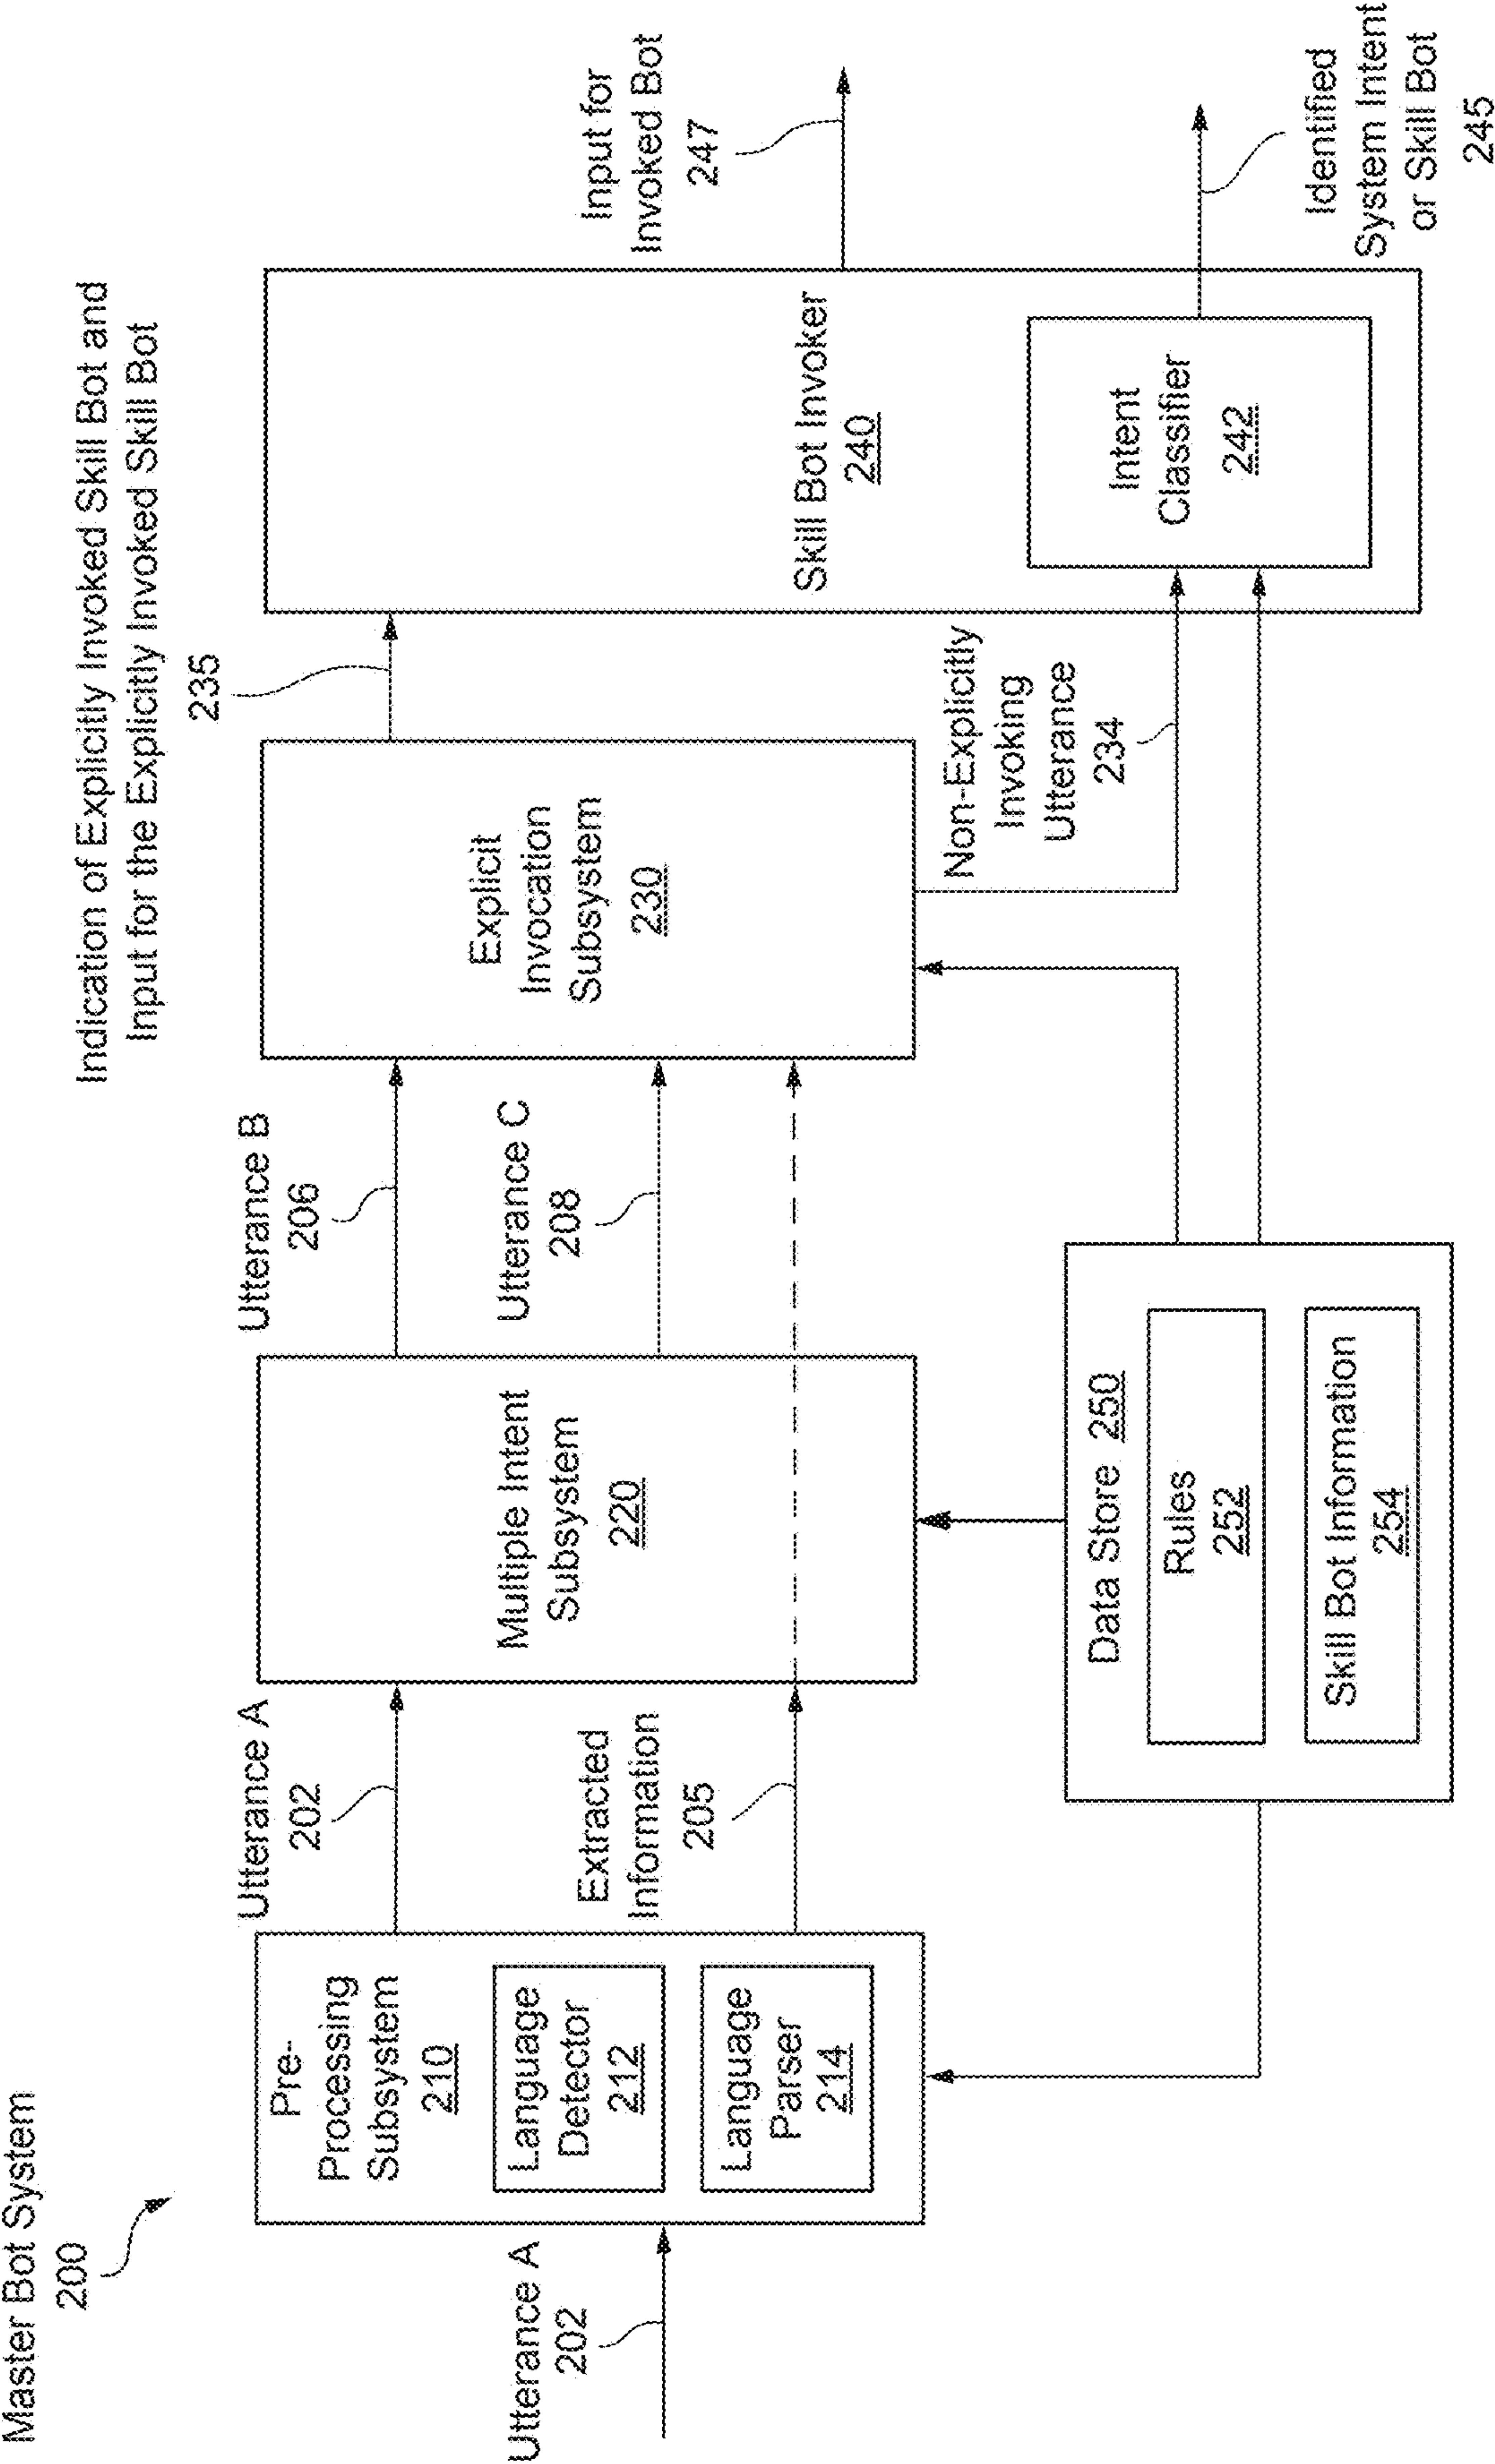 Master Bot System
200
Utterance A
202
Pre-
Processing
Subsystem
210
Language
Detector
212
Language
Parser
214
Utterance A
202
Extracted
Information
205
Multiple Intent
Subsystem
220
Utterance B
206
Utterance C
208
Explicit
Invocation
Subsystem
230
Indication of Explicitly Invoked Skill Bot and
Input for the Explicitly Invoked Skill Bot
235
Non-Explicitly
Invoking
Utterance
234
Skill Bot Invoker
240
Intent
Classifier
242
Input for
Invoked Bot
247
Identified
System Intent
or Skill Bot
245
Data Store 250
Rules
252
Skill Bot Information
254